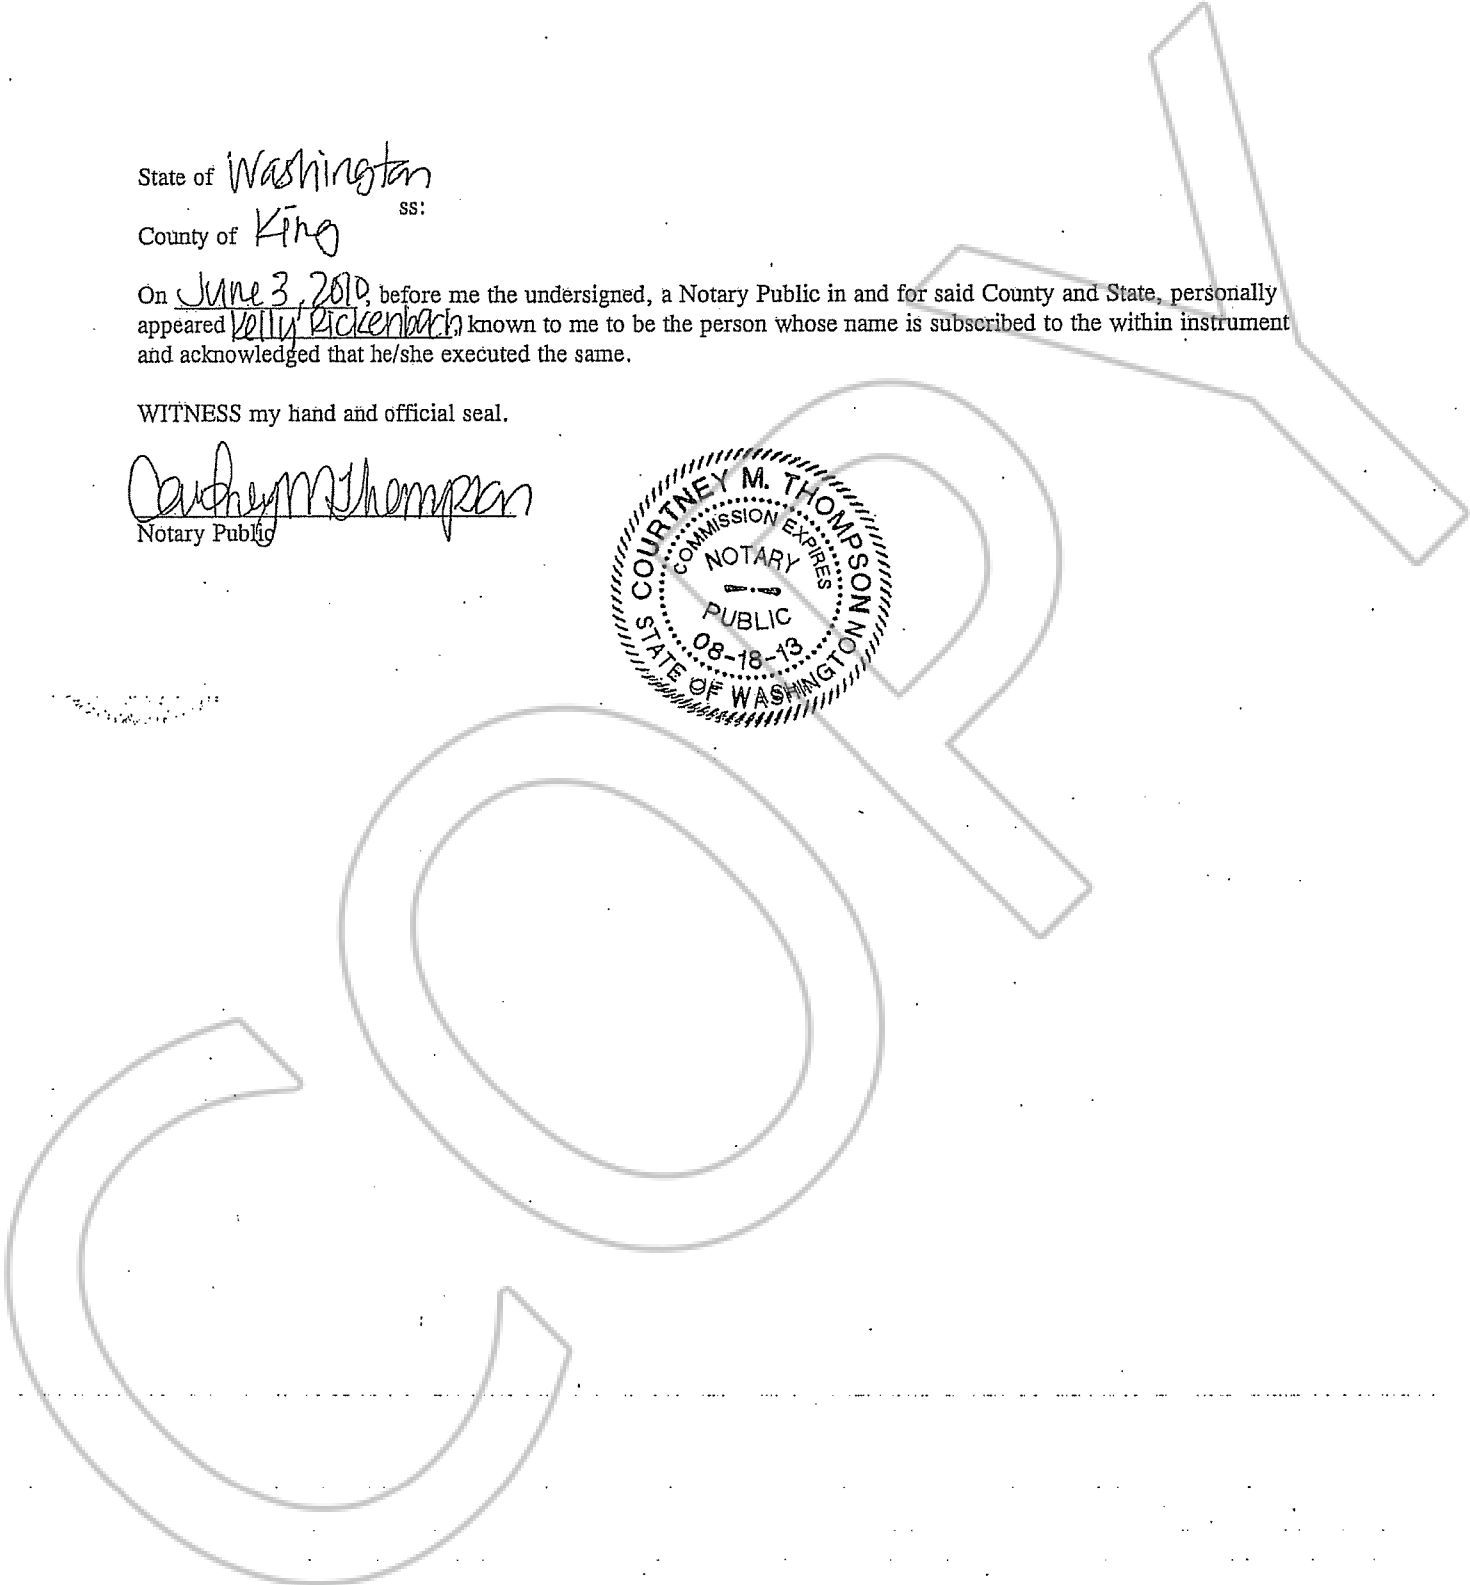 State of Washington
ss:
County of King
On June 3, 2010, before me the undersigned, a Notary Public in and for said County and State, personally
appeared Kelly Rickenbach, known to me to be the person whose name is subscribed to the within instrument
and acknowledged that he/she executed the same.
WITNESS my hand and official seal.
Courtney M Thompson
Notary Public
COURTNEY M. THOMPSON
COMMISSION EXPIRES
NOTARY
PUBLIC
08-18-13
STATE OF WASHINGTON
COPY